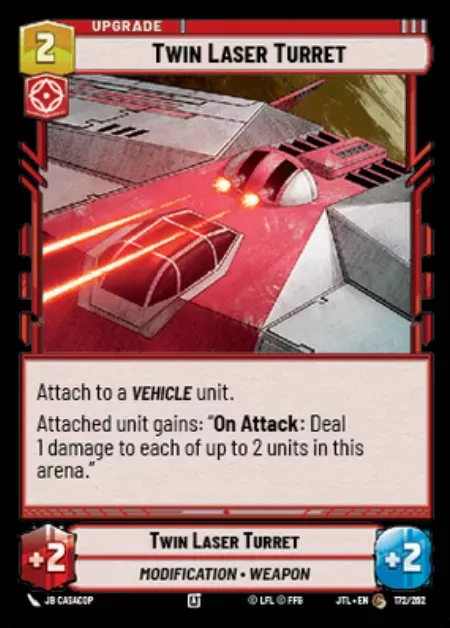 UPGRADE
2
TWIN LASER TURRET
Attach to a VEHICLE unit.
Attached unit gains: “On Attack: Deal
1 damage to each of up to 2 units in this
arena.”
+2
TWIN LASER TURRET
+2
MODIFICATION • WEAPON
JB CASACOP
© LFL © FFG
JTL • EN
172/262